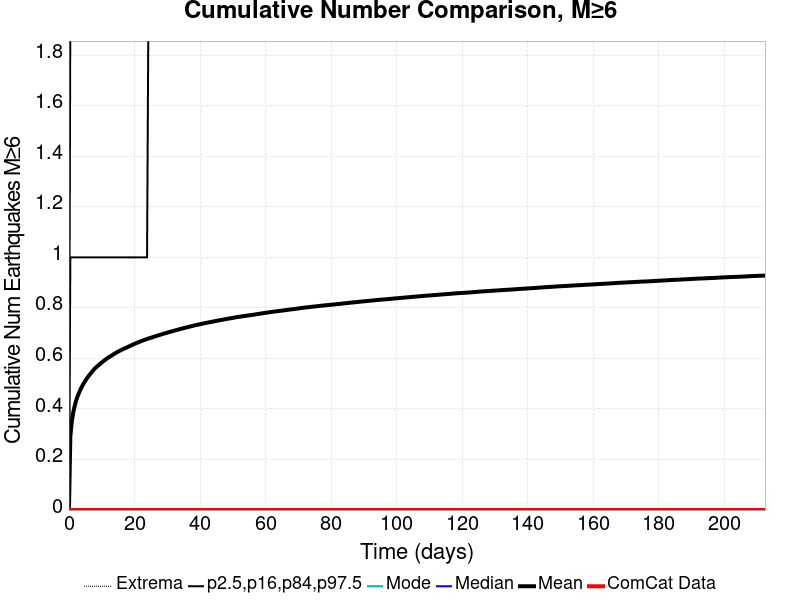 Cumulative Number Comparison, M≥6
Cumulative Num Earthquakes M≥6
1.8
1.6
1.4
1.2
1
0.8
0.6
0.4
0.2
0
0 20 40 60 80 100 120 140 160 180 200
Time (days)
Extrema p2.5,p16,p84,p97.5 Mode Median Mean ComCat Data